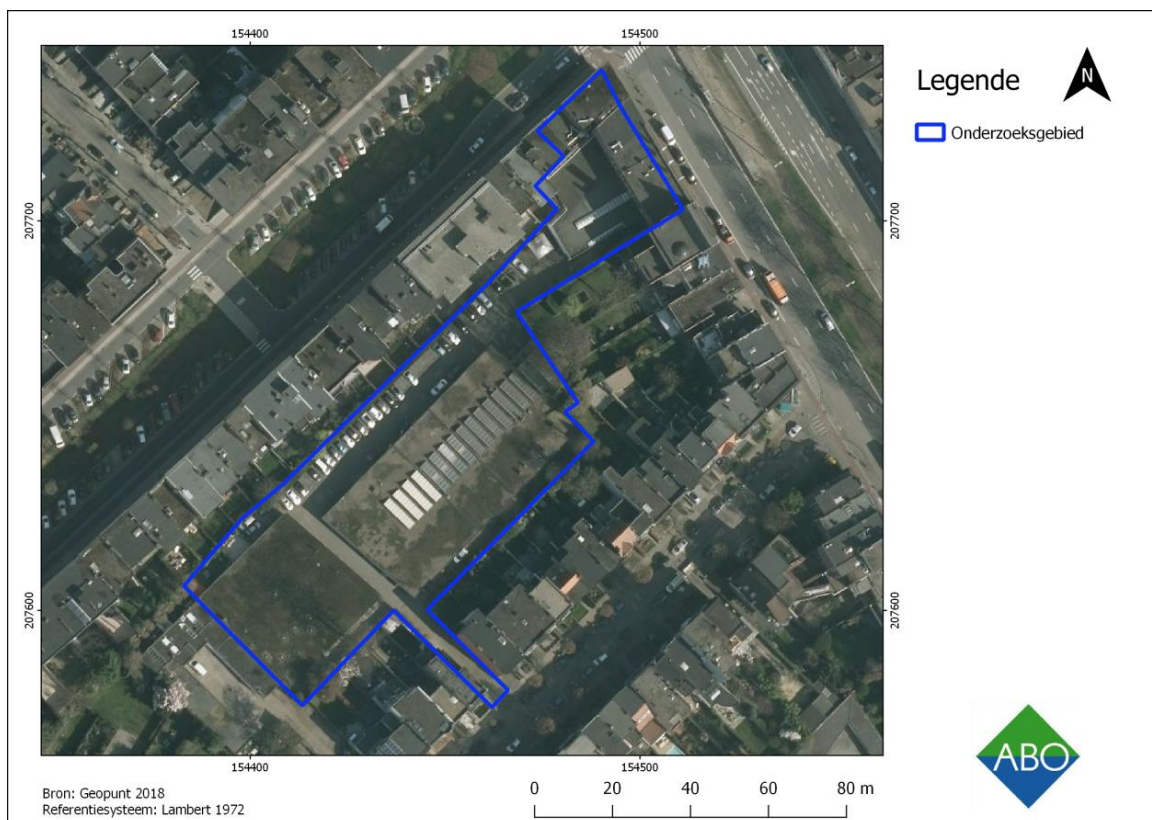 154400
154500
Legende
N
Onderzoeksgebied
207700
207700
207600
207600
154400
154500
Bron: Geopunt 2018
Referentiesysteem: Lambert 1972
0 20 40 60 80 m
ABO